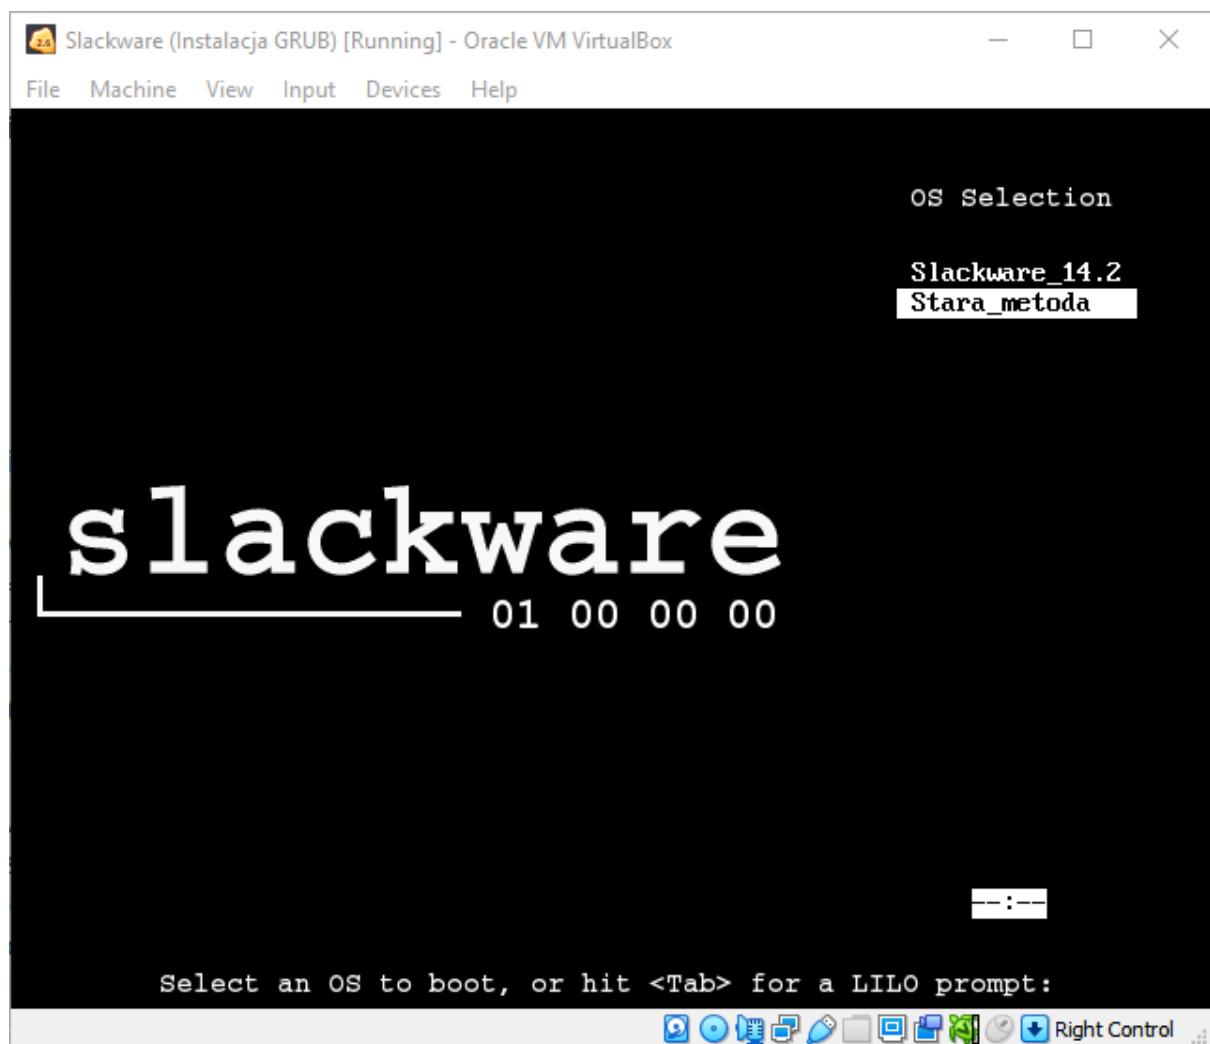 Slackware (Instalacja GRUB) [Running] - Oracle VM VirtualBox
File Machine View Input Devices Help
OS Selection
Slackware_14.2
Stara_metoda
slackware
01 00 00 00
--:--
Select an OS to boot, or hit <Tab> for a LILO prompt:
Right Control